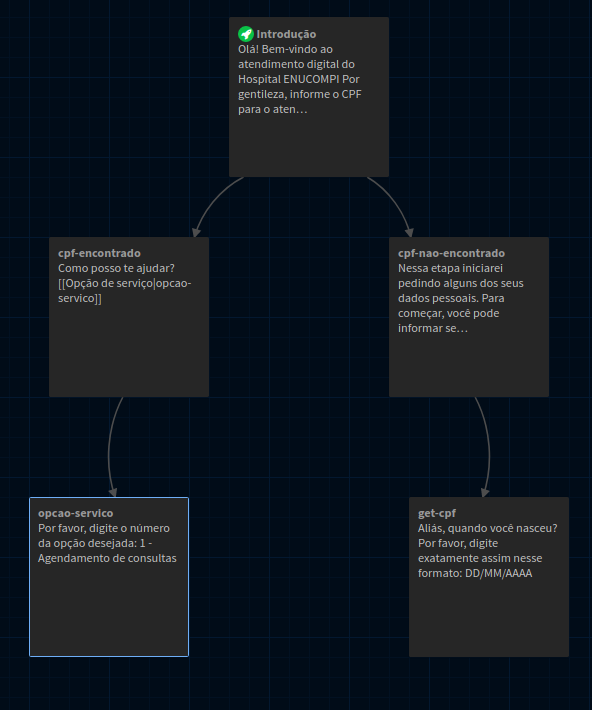 Introdução
Olá! Bem-vindo ao
atendimento digital do
Hospital ENUCOMPI Por
gentileza, informe o CPF
para o aten…
cpf-encontrado
Como posso te ajudar?
[[Opção de serviço|opcao-
servico]]
cpf-nao-encontrado
Nessa etapa iniciarei
pedindo alguns dos seus
dados pessoais. Para
começar, você pode
informar se…
opcao-servico
Por favor, digite o número
da opção desejada: 1 -
Agendamento de consultas
get-cpf
Aliás, quando você nasceu?
Por favor, digite
exatamente assim nesse
formato: DD/MM/AAAA